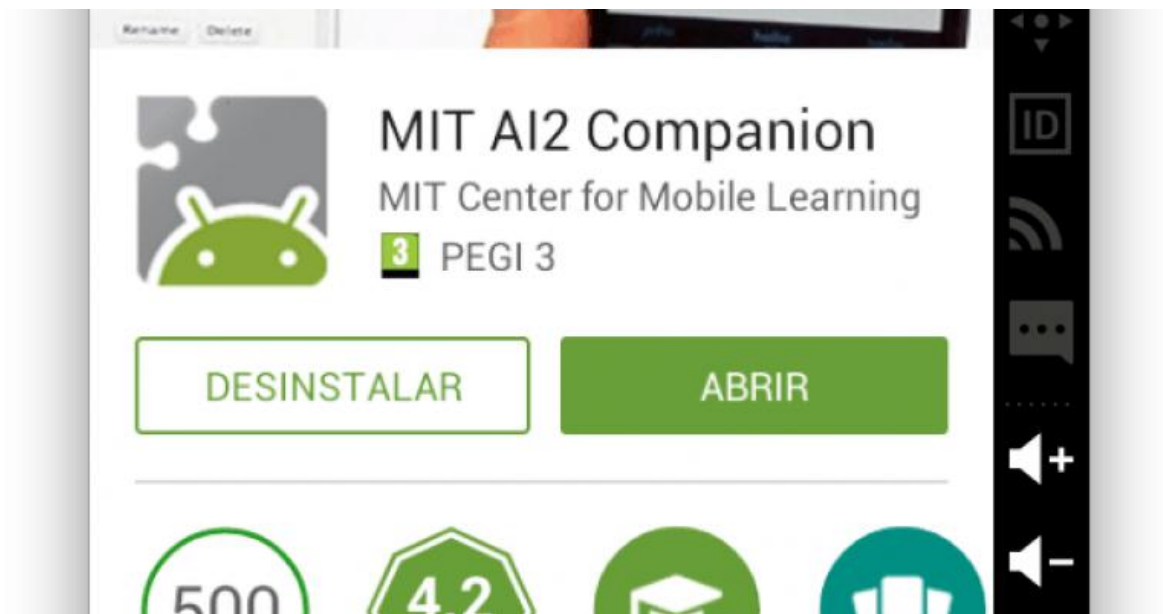 Rename Delete
MIT AI2 Companion
MIT Center for Mobile Learning
3 PEGI 3
DESINSTALAR
ABRIR
500
4.2
ID